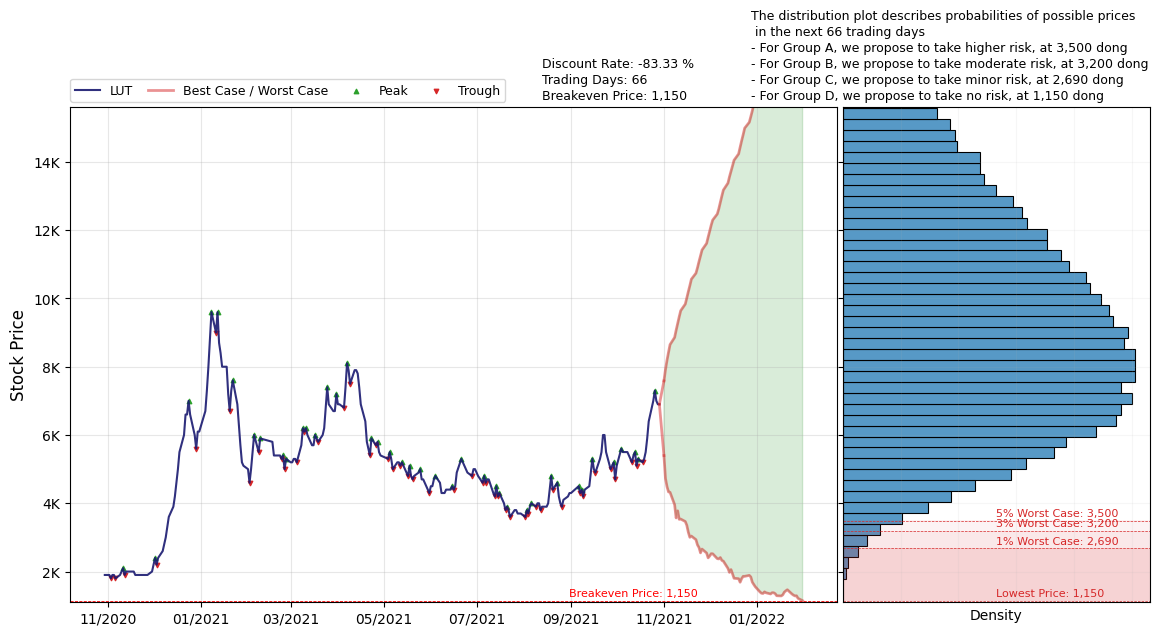 The distribution plot describes probabilities of possible prices
in the next 66 trading days
- For Group A, we propose to take higher risk, at 3,500 dong
- For Group B, we propose to take moderate risk, at 3,200 dong
- For Group C, we propose to take minor risk, at 2,690 dong
- For Group D, we propose to take no risk, at 1,150 dong
Discount Rate: -83.33 %
Trading Days: 66
Breakeven Price: 1,150
LUT
Best Case / Worst Case
Peak
Trough
Stock Price
14K
12K
10K
8K
6K
4K
2K
Breakeven Price: 1,150
11/2020
01/2021
03/2021
05/2021
07/2021
09/2021
11/2021
01/2022
5% Worst Case: 3,500
3% Worst Case: 3,200
1% Worst Case: 2,690
Lowest Price: 1,150
Density